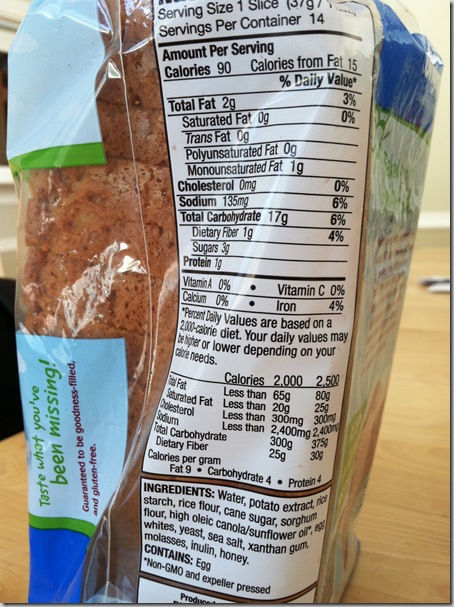 Serving Size 1 Slice (37g /
Servings Per Container 14
Amount Per Serving
Calories 90 Calories from Fat 15
% Daily Value*
Total Fat 2g 3%
Saturated Fat 0g 0%
Trans Fat 0g
Polyunsaturated Fat 0g
Monounsaturated Fat 1g
Cholesterol 0mg 0%
Sodium 135mg 6%
Total Carbohydrate 17g 6%
Dietary Fiber 1g 4%
Sugars 3g
Protein 1g
Vitamin A 0% • Vitamin C 0%
Calcium 0% • Iron 4%
*Percent Daily Values are based on a
2,000-calorie diet. Your daily values may
be higher or lower depending on your
calorie needs.
Calories 2,000 2,500
Total Fat Less than 65g 80g
Saturated Fat Less than 20g 25g
Cholesterol Less than 300mg 300mg
Sodium Less than 2,400mg 2,400mg
Total Carbohydrate 300g 375g
Dietary Fiber 25g 30g
Calories per gram
Fat 9 • Carbohydrate 4 • Protein 4
INGREDIENTS: Water, potato extract, rice
starch, rice flour, cane sugar, sorghum
flour, high oleic canola/sunflower oil*, egg
whites, yeast, sea salt, xanthan gum,
molasses, inulin, honey.
CONTAINS: Egg
*Non-GMO and expeller pressed
Taste what you've
been missing!
Guaranteed to be goodness-filled,
and gluten-free.